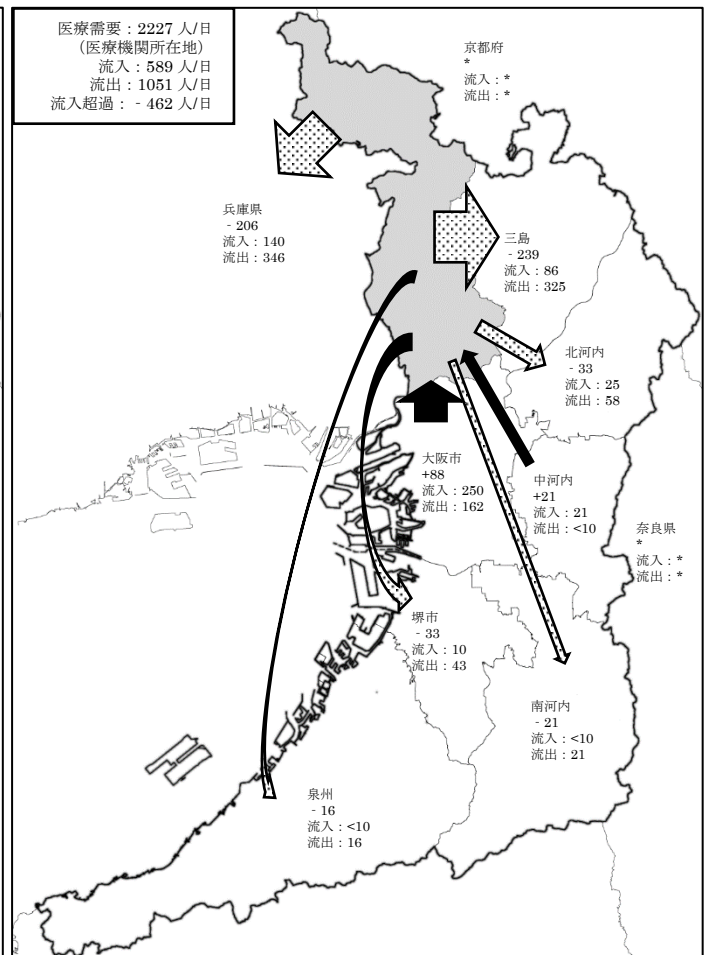 医療需要：2227 人/日
（医療機関所在地）
流入：589 人/日
流出：1051 人/日
流入超過：- 462 人/日
京都府
*
流入：*
流出：*
兵庫県
- 206
流入：140
流出：346
三島
- 239
流入：86
流出：325
北河内
- 33
流入：25
流出：58
大阪市
+88
流入：250
流出：162
中河内
+21
流入：21
流出：<10
奈良県
*
流入：*
流出：*
堺市
- 33
流入：10
流出：43
南河内
- 21
流入：<10
流出：21
泉州
- 16
流入：<10
流出：16